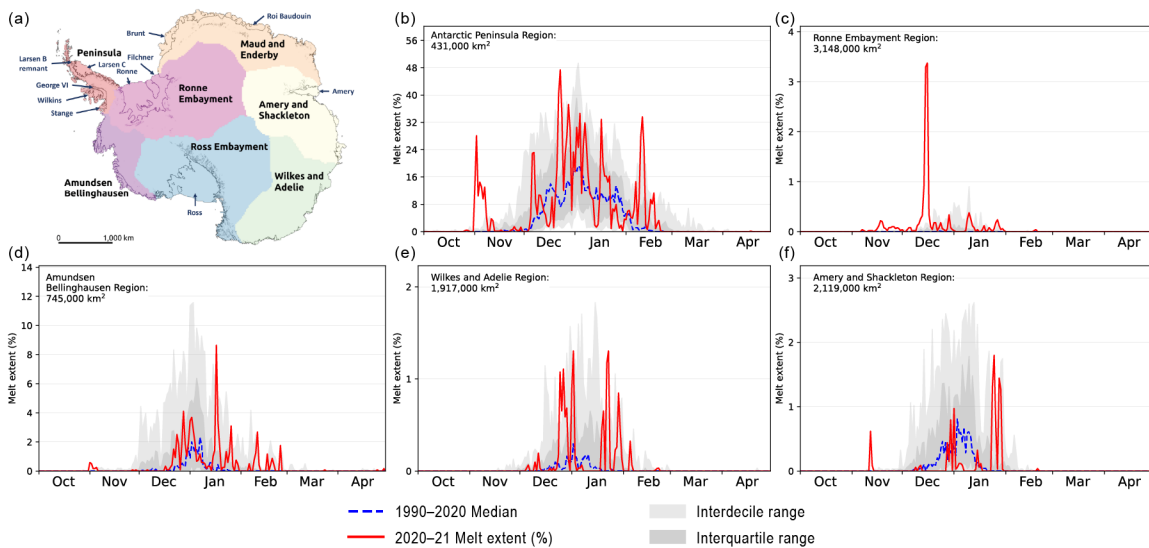 (a)
Roi Baudouin
Brunt
Maud and
Enderby
Peninsula
Larsen B
remnant
Larsen C
Filchner
Ronne
George VI
Wilkins
Stange
Ronne
Embayment
Amery
Amery and
Shackleton
Ross Embayment
Amundsen
Bellinghausen
Wilkes and
Adelie
Ross
0
1,000 km
(b)
Antarctic Peninsula Region:
431,000 km²
Melt extent (%)
56
48
40
32
24
16
8
0
Oct Nov Dec Jan Feb Mar Apr
(c)
Ronne Embayment Region:
3,148,000 km²
Melt extent (%)
4
3
2
1
0
Oct Nov Dec Jan Feb Mar Apr
(d)
Amundsen
Bellinghausen Region:
745,000 km²
Melt extent (%)
14
12
10
8
6
4
2
0
Oct Nov Dec Jan Feb Mar Apr
(e)
Wilkes and Adelie Region:
1,917,000 km²
Melt extent (%)
2
1
0
Oct Nov Dec Jan Feb Mar Apr
(f)
Amery and Shackleton Region:
2,119,000 km²
Melt extent (%)
3
2
1
0
Oct Nov Dec Jan Feb Mar Apr
1990–2020 Median
Interdecile range
2020–21 Melt extent (%)
Interquartile range